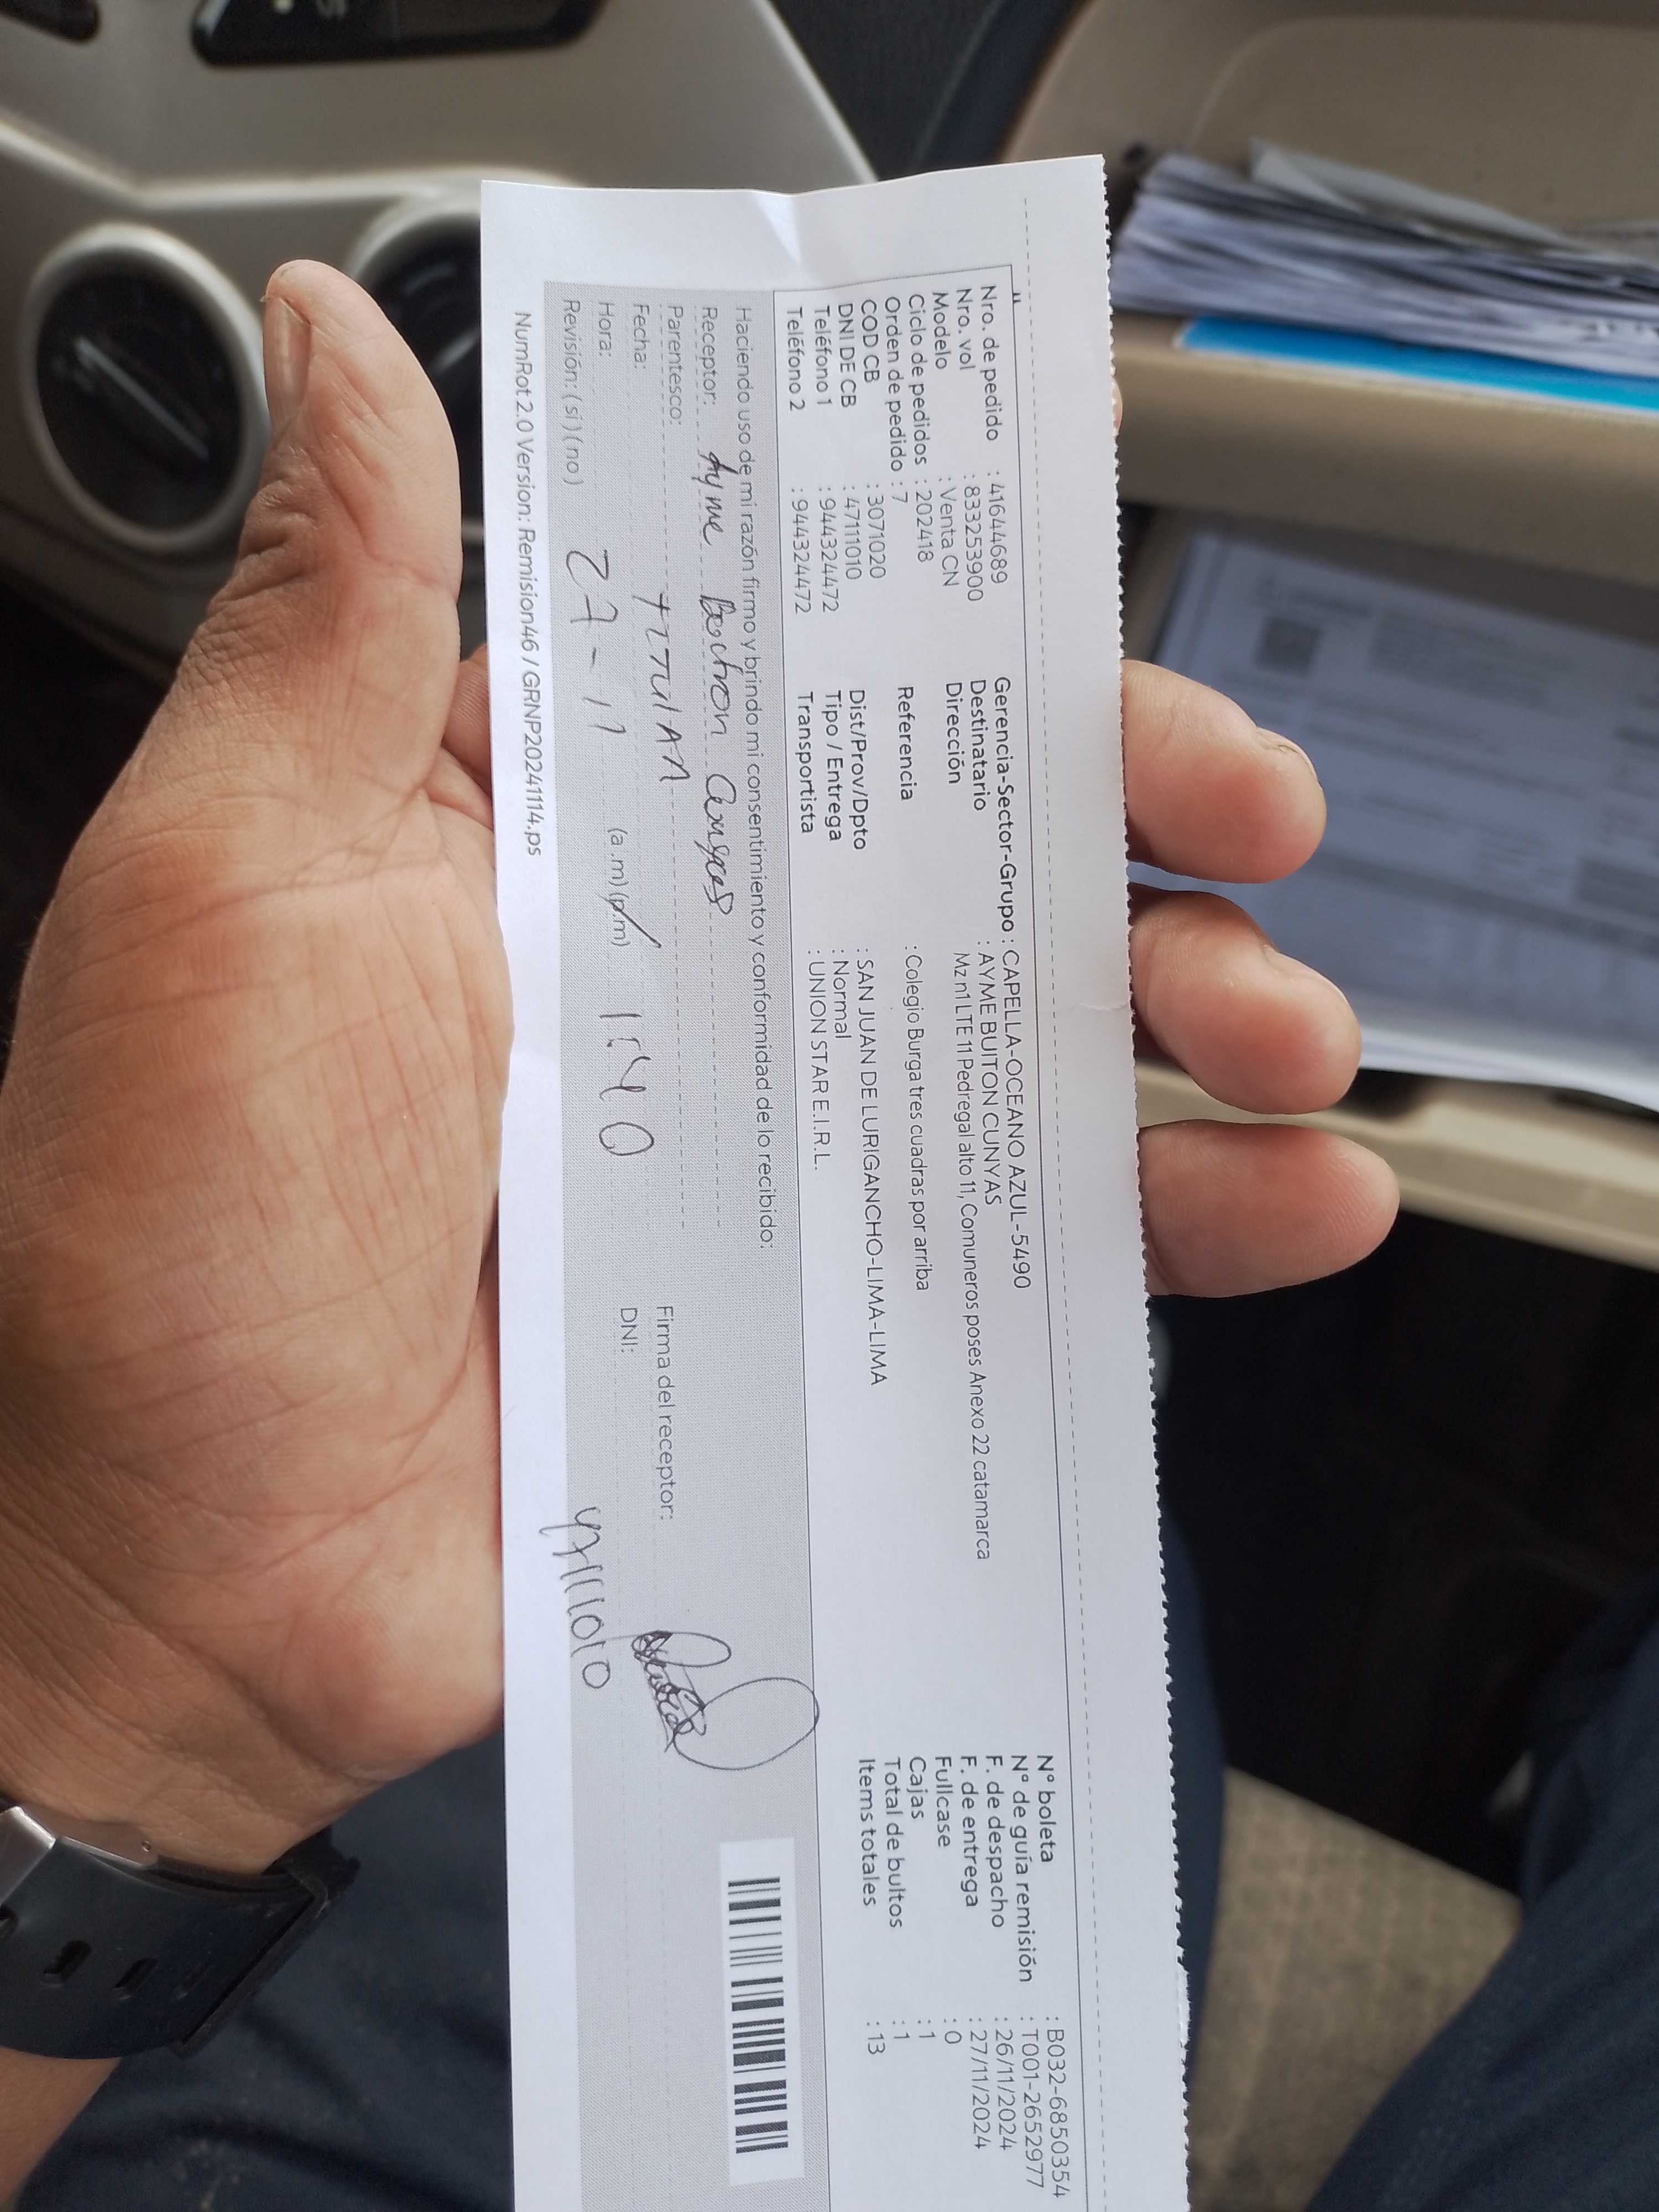 Nro. de pedido : 41644689
Nro. vol : 833253900
Modelo : Venta CN
Ciclo de pedidos : 202418
Orden de pedido : 7
COD CB : 3071020
DNI DE CB : 47111010
Teléfono 1 : 944324472
Teléfono 2 : 944324472
Gerencia-Sector-Grupo : CAPELLA-OCEANO AZUL-5490
Destinatario : AYME BUITON CUNYAS
Dirección : Mz n1 LTE 11 Pedregal alto 11, Comuneros poses Anexo 22 catamarca
Referencia : Colegio Burga tres cuadras por arriba
Dist/Prov/Dpto : SAN JUAN DE LURIGANCHO-LIMA-LIMA
Tipo / Entrega : Normal
Transportista : UNION STAR E.I.R.L.
N° boleta : B032-6850354
N° de guía remisión : T001-2652977
F. de despacho : 26/11/2024
F. de entrega : 27/11/2024
Fullcase : 0
Cajas : 1
Total de bultos : 1
Items totales : 13
Haciendo uso de mi razón firmo y brindo mi consentimiento y conformidad de lo recibido:
Receptor: Ayme
Parentesco: TITULAR
Fecha: 27-11
Hora: (a.m) (p.m) 1:40
Revisión: (si) (no)
Firma del receptor:
DNI: 47111010
NumRot 2.0 Version: Remision46 / GRNP20241114.ps